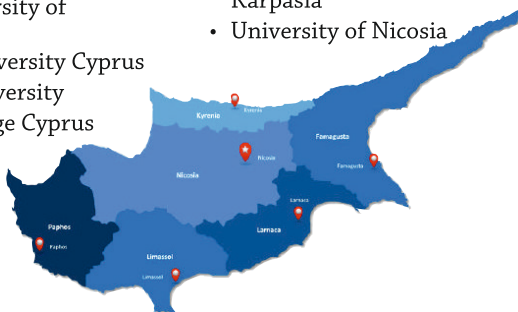 rsity of
versity Cyprus
versity
ge Cyprus
Karpasia
• University of Nicosia
Kyrenia
Kyrenia
Famagusta
Famagusta
Nicosia
Nicosia
Larnaca
Larnaca
Paphos
Paphos
Limassol
Limassol